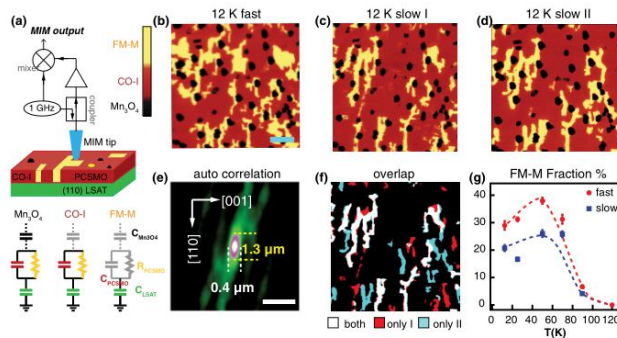 (a)
MIM output
mixer
1 GHz
coupler
MIM tip
FM-M
CO-I
Mn3O4
CO-I
PCSMO
(110) LSAT
Mn3O4
CO-I
FM-M
CMn3O4
RPCSMO
CPCSMO
CLSAT
(b)
12 K fast
(c)
12 K slow I
(d)
12 K slow II
(e)
auto correlation
[001]
[110]
1.3 μm
0.4 μm
(f)
overlap
both
only I
only II
(g)
FM-M Fraction %
fast
slow
40
30
20
10
0
0
40
80
120
T(K)